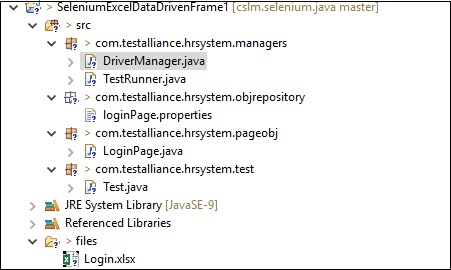 > SeleniumExcelDataDrivenFrame1 [cslm.selenium.java master]
> src
> com.testalliance.hrsystem.managers
> DriverManager.java
> TestRunner.java
> com.testalliance.hrsystem.objrepository
loginPage.properties
> com.testalliance.hrsystem.pageobj
> LoginPage.java
> com.testalliance.hrsystem.test
> Test.java
JRE System Library [JavaSE-9]
Referenced Libraries
> files
Login.xlsx